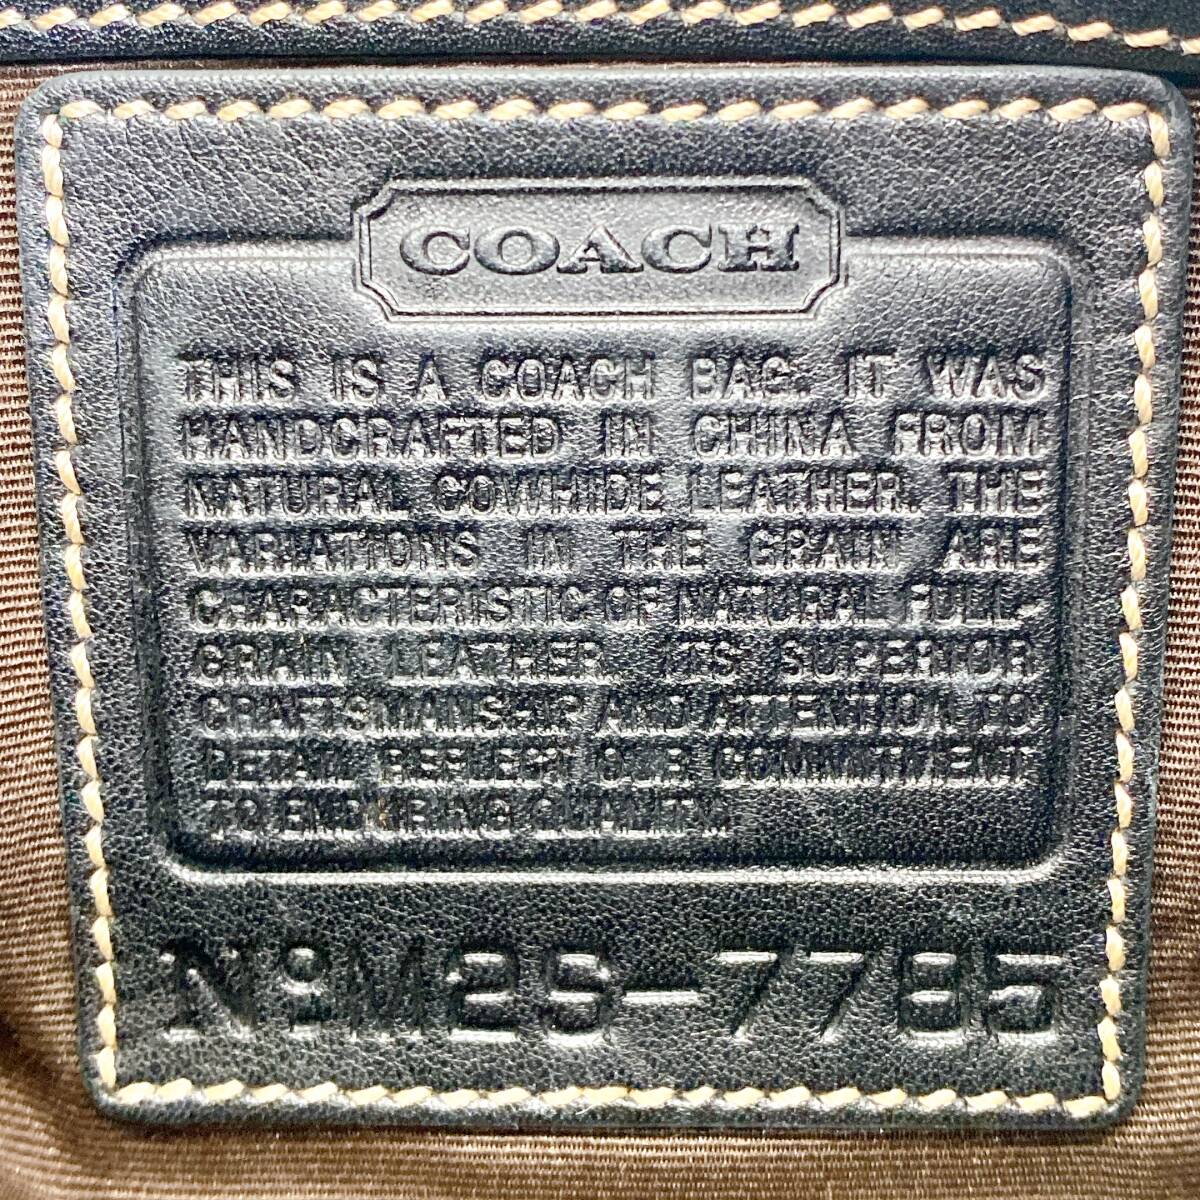 COACH
THIS IS A COACH BAG. IT WAS
HANDCRAFTED IN CHINA FROM
NATURAL COWHIDE LEATHER. THE
VARIATIONS IN THE GRAIN ARE
CHARACTERISTIC OF NATURAL FULL-
GRAIN LEATHER. ITS SUPERIOR
CRAFTSMANSHIP AND ATTENTION TO
DETAIL REFLECT OUR COMMITMENT
TO ENDURING QUALITY.
Nº M2S-7785